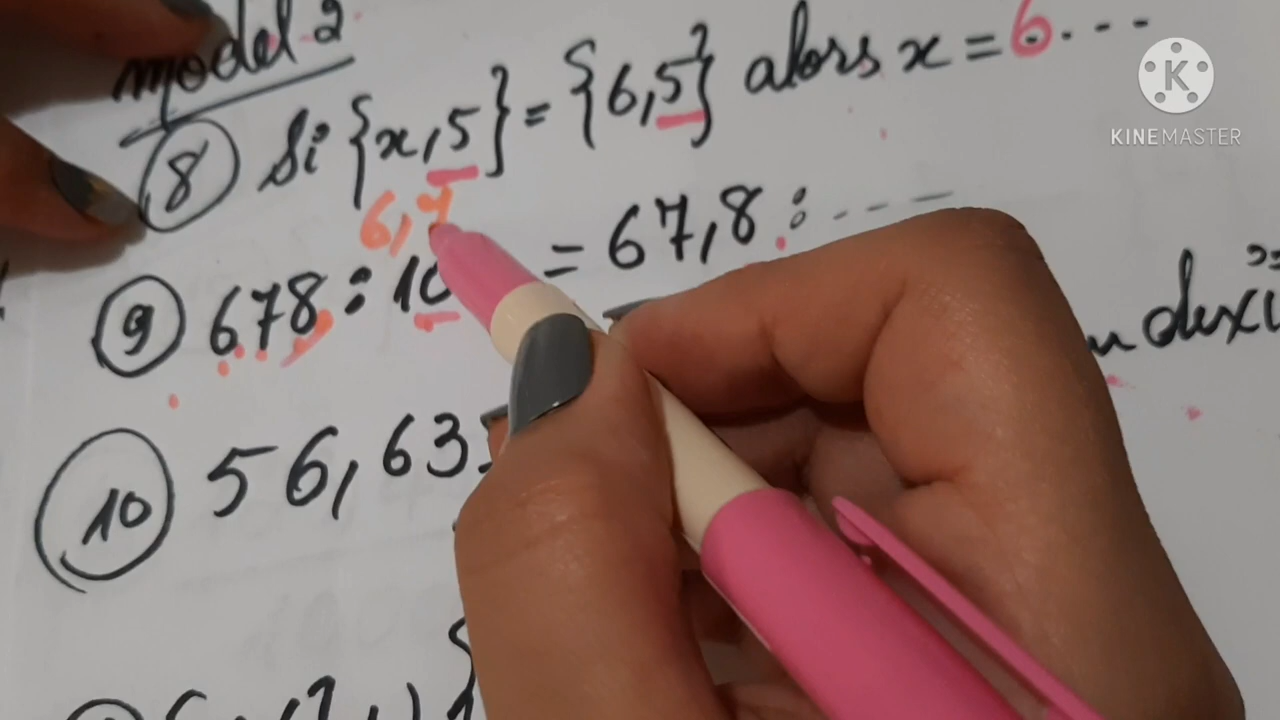 model 2
8 Si {x,5} = {6,5} alors x = 6...
KINEMASTER
6,7
9 678 : 10 = 67,8 : ---
10 56,63